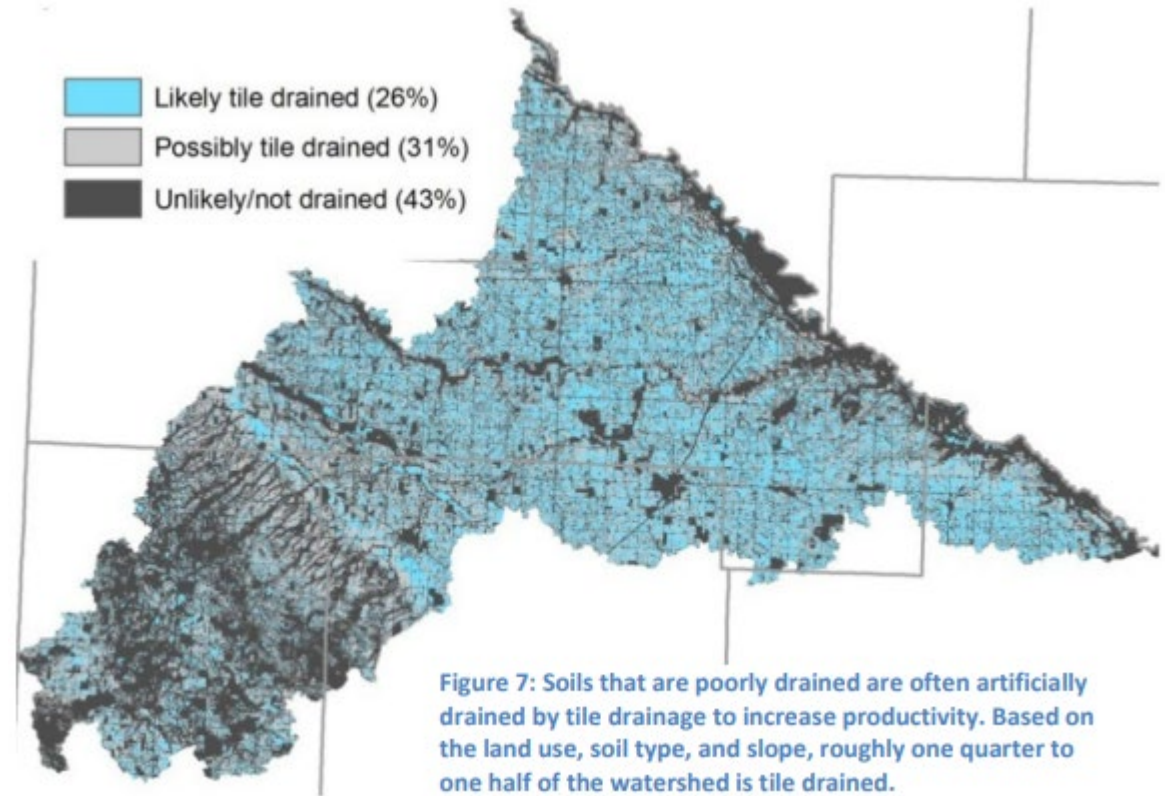 Likely tile drained (26%)
Possibly tile drained (31%)
Unlikely/not drained (43%)
Figure 7: Soils that are poorly drained are often artificially
drained by tile drainage to increase productivity. Based on
the land use, soil type, and slope, roughly one quarter to
one half of the watershed is tile drained.